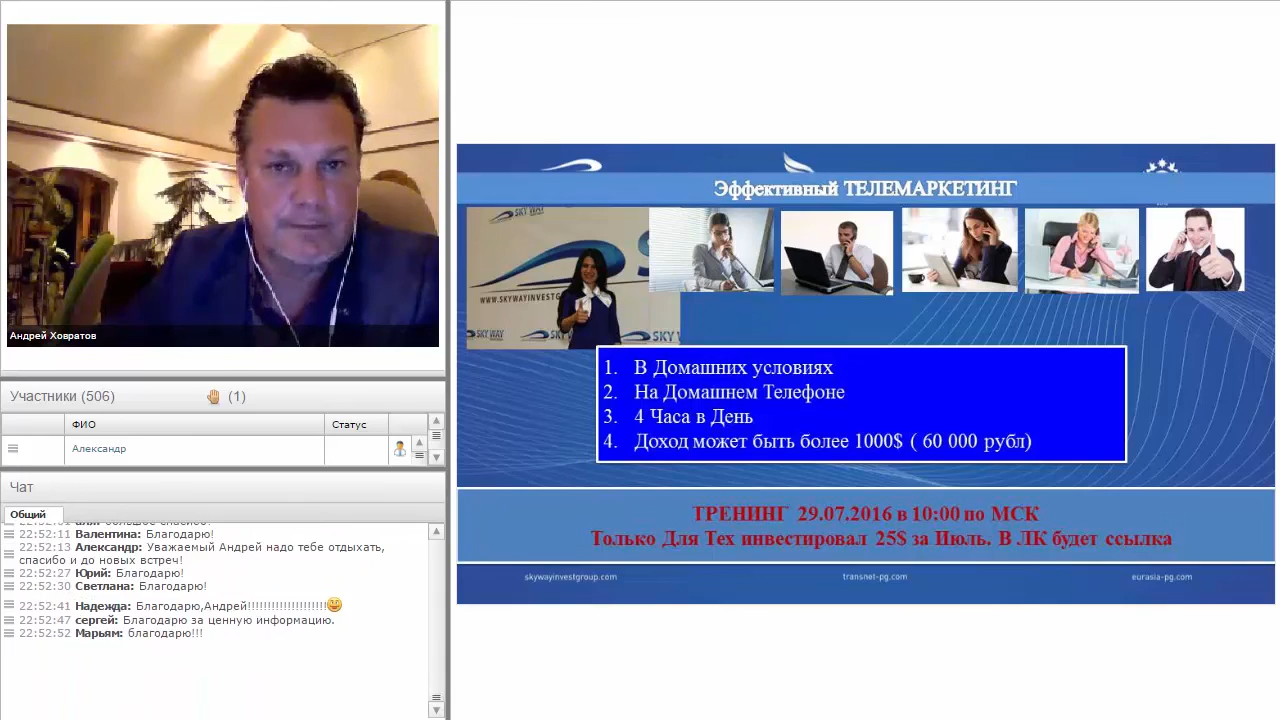 Андрей Ховратов
Участники (506)
(1)
ФИО
Статус
Александр
Чат
Общий
22:52:11 Валентина: Благодарю!
22:52:13 Александр: Уважаемый Андрей надо тебе отдыхать,
спасибо и до новых встреч!
22:52:27 Юрий: Благодарю!
22:52:30 Светлана: Благодарю!
22:52:41 Надежда: Благодарю,Андрей!!!!!!!!!!!!!!!!!!!!
22:52:47 сергей: Благодарю за ценную информацию.
22:52:52 Марьям: благодарю!!!
Эффективный ТЕЛЕМАРКЕТИНГ
SKY WAY
WWW.SKYWAYINVESTG
SKY WAY
SKY
1. В Домашних условиях
2. На Домашнем Телефоне
3. 4 Часа в День
4. Доход может быть более 1000$ ( 60 000 рубл)
ТРЕНИНГ 29.07.2016 в 10:00 по МСК
Только Для Тех инвестировал 25$ за Июль. В ЛК будет ссылка
skywayinvestgroup.com
transnet-pg.com
eurasia-pg.com